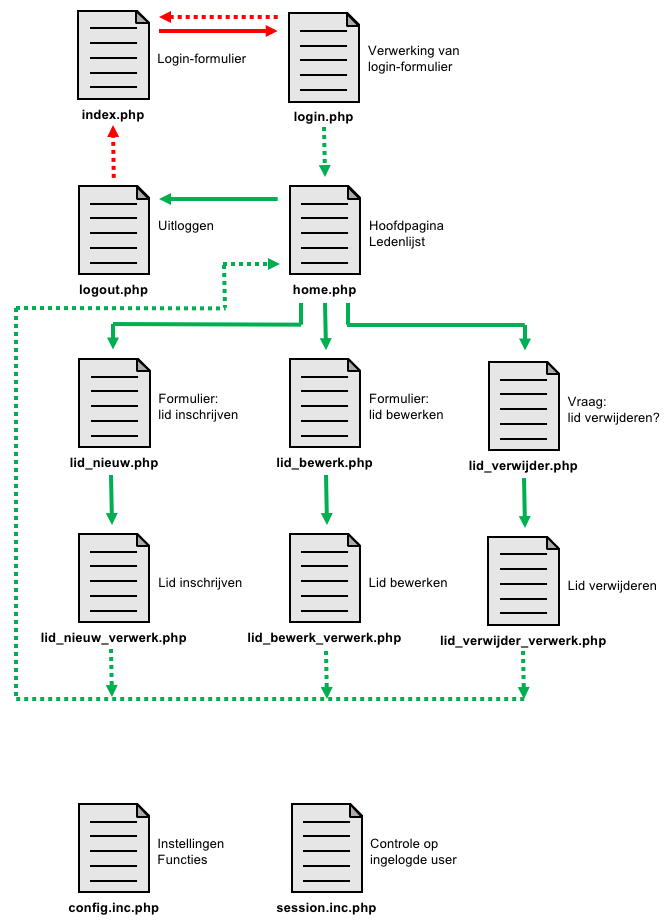 Login-formulier
index.php
Verwerking van
login-formulier
login.php
Uitloggen
logout.php
Hoofdpagina
Ledenlijst
home.php
Formulier:
lid inschrijven
lid_nieuw.php
Formulier:
lid bewerken
lid_bewerk.php
Vraag:
lid verwijderen?
lid_verwijder.php
Lid inschrijven
lid_nieuw_verwerk.php
Lid bewerken
lid_bewerk_verwerk.php
Lid verwijderen
lid_verwijder_verwerk.php
Instellingen
Functies
config.inc.php
Controle op
ingelogde user
session.inc.php